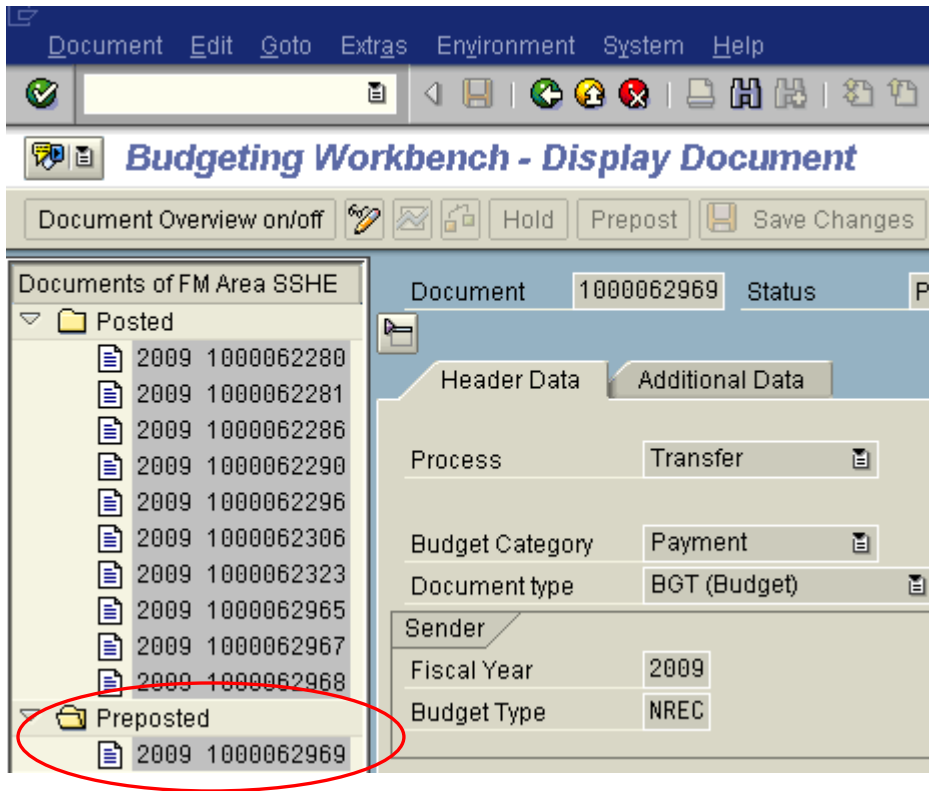 Document Edit Goto Extras Environment System Help
Budgeting Workbench - Display Document
Document Overview on/off Hold Prepost Save Changes
Documents of FM Area SSHE
Posted
2009 1000062280
2009 1000062281
2009 1000062286
2009 1000062290
2009 1000062296
2009 1000062306
2009 1000062323
2009 1000062965
2009 1000062967
2009 1000062968
Preposted
2009 1000062969
Document 1000062969 Status P
Header Data Additional Data
Process Transfer
Budget Category Payment
Document type BGT (Budget)
Sender
Fiscal Year 2009
Budget Type NREC